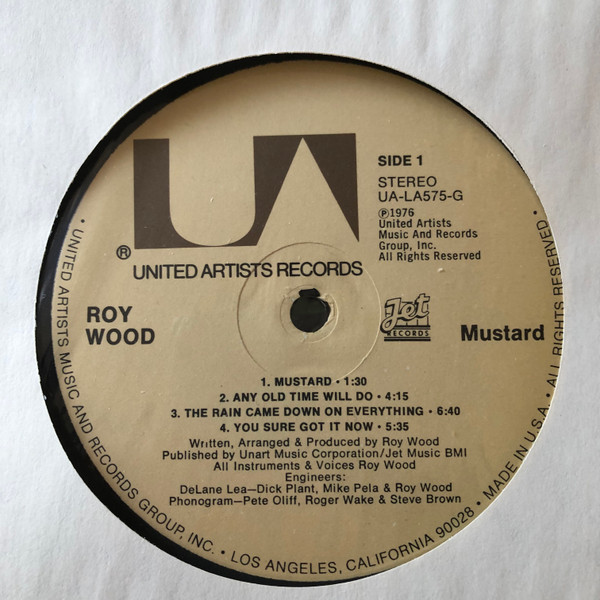 UA
SIDE 1
STEREO
UA-LA575-G
℗1976
United Artists
Music And Records
Group, Inc.
All Rights Reserved
®
UNITED ARTISTS RECORDS
ROY
WOOD
Jet
RECORDS
Mustard
1. MUSTARD • 1:30
2. ANY OLD TIME WILL DO • 4:15
3. THE RAIN CAME DOWN ON EVERYTHING • 6:40
4. YOU SURE GOT IT NOW • 5:35
Written, Arranged & Produced by Roy Wood
Published by Unart Music Corporation/Jet Music BMI
All Instruments & Voices Roy Wood
Engineers:
DeLane Lea—Dick Plant, Mike Pela & Roy Wood
Phonogram—Pete Oliff, Roger Wake & Steve Brown
• UNITED ARTISTS MUSIC AND RECORDS GROUP, INC. • LOS ANGELES, CALIFORNIA 90028 • MADE IN U.S.A. • ALL RIGHTS RESERVED •